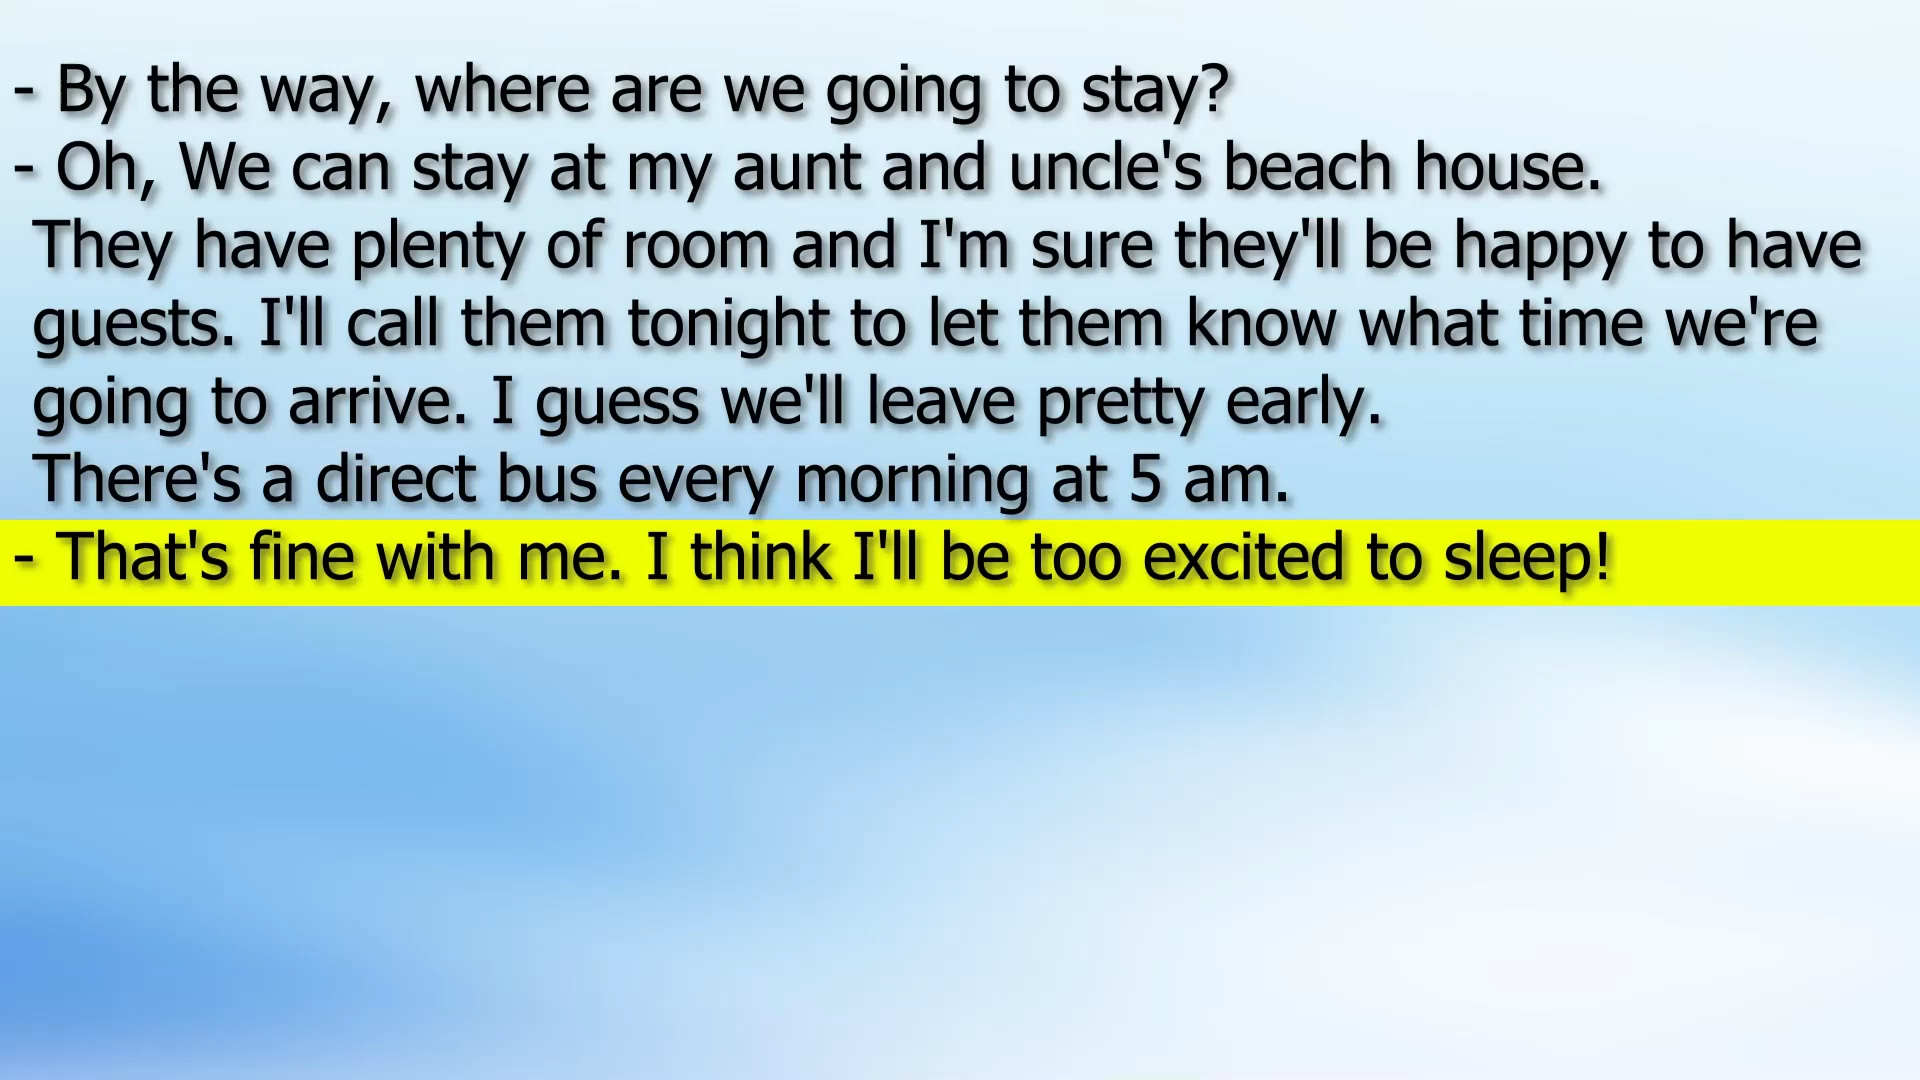 - By the way, where are we going to stay?
- Oh, We can stay at my aunt and uncle's beach house.
They have plenty of room and I'm sure they'll be happy to have
guests. I'll call them tonight to let them know what time we're
going to arrive. I guess we'll leave pretty early.
There's a direct bus every morning at 5 am.
- That's fine with me. I think I'll be too excited to sleep!